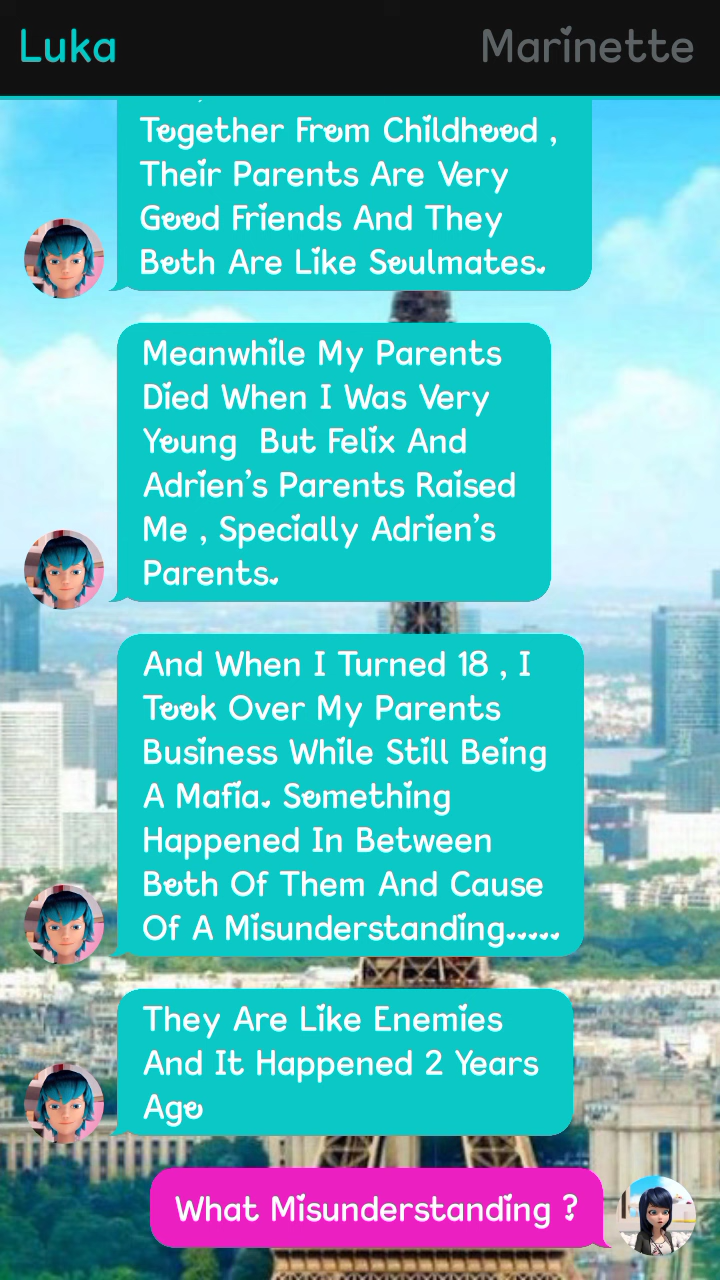 Luka
Marinette
Together From Childhood ,
Their Parents Are Very
Good Friends And They
Both Are Like Soulmates.
Meanwhile My Parents
Died When I Was Very
Young  But Felix And
Adrien's Parents Raised
Me , Specially Adrien's
Parents.
And When I Turned 18 , I
Took Over My Parents
Business While Still Being
A Mafia. Something
Happened In Between
Both Of Them And Cause
Of A Misunderstanding.....
They Are Like Enemies
And It Happened 2 Years
Ago
What Misunderstanding ?